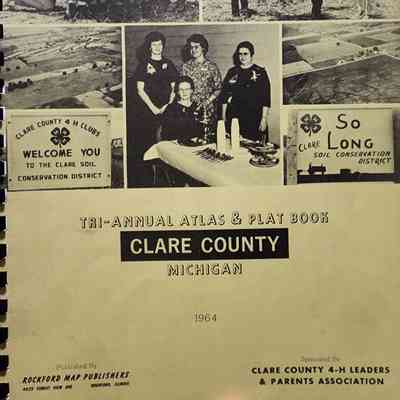 CLARE COUNTY 4-H CLUBS
WELCOME YOU
TO THE CLARE SOIL
CONSERVATION DISTRICT
So
Long
CLARE
SOIL CONSERVATION
DISTRICT
TRI-ANNUAL ATLAS & PLAT BOOK
CLARE COUNTY
MICHIGAN
1964
Published By
ROCKFORD MAP PUBLISHERS
ROCKFORD, ILLINOIS
Sponsored By
CLARE COUNTY 4-H LEADERS
& PARENTS ASSOCIATION